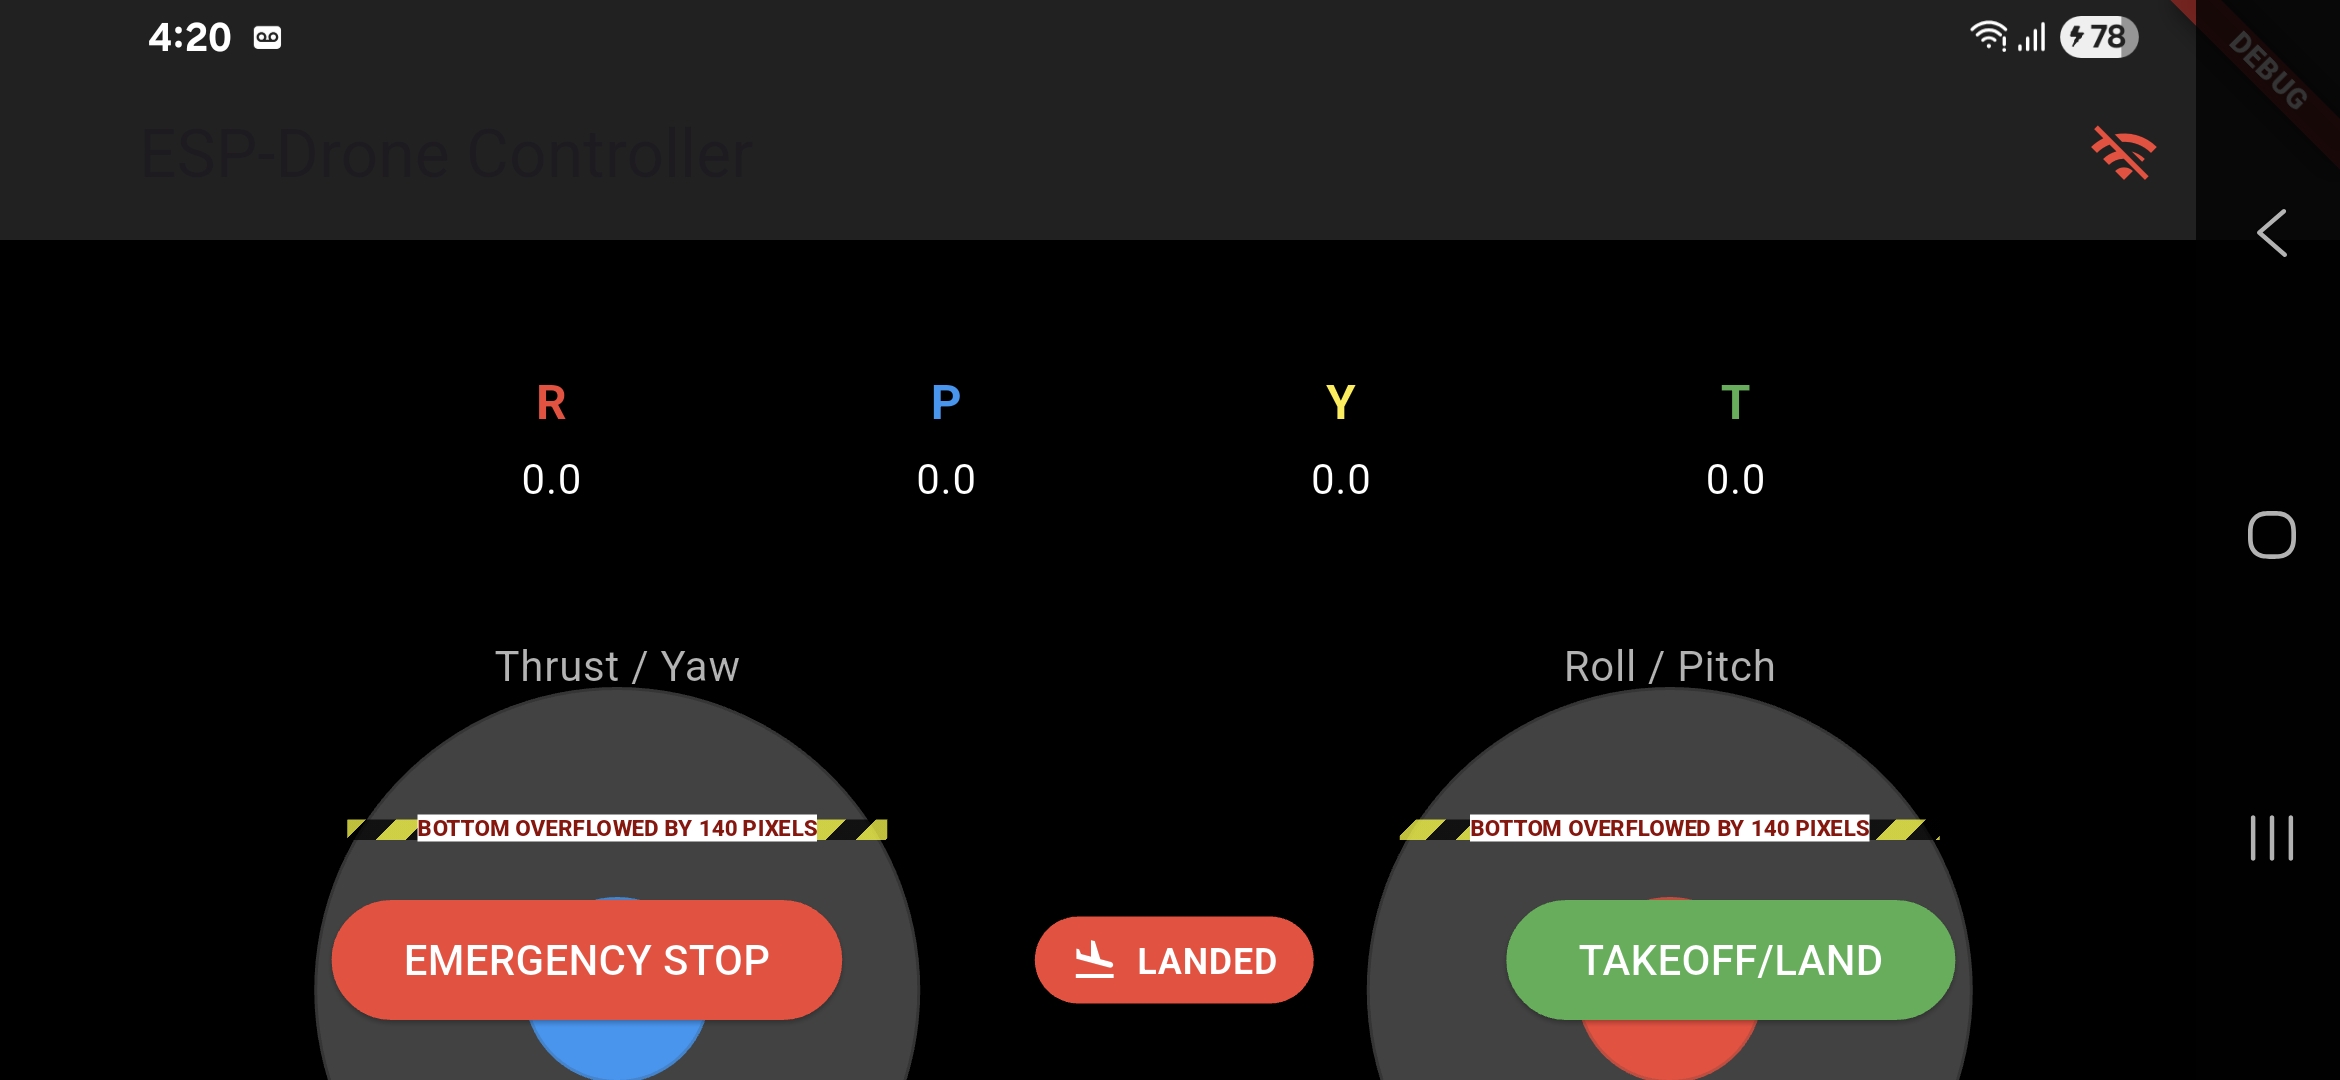 4:20
78
DEBUG
ESP-Drone Controller
R P Y T
0.0 0.0 0.0 0.0
Thrust / Yaw Roll / Pitch
BOTTOM OVERFLOWED BY 140 PIXELS BOTTOM OVERFLOWED BY 140 PIXELS
EMERGENCY STOP LANDED TAKEOFF/LAND